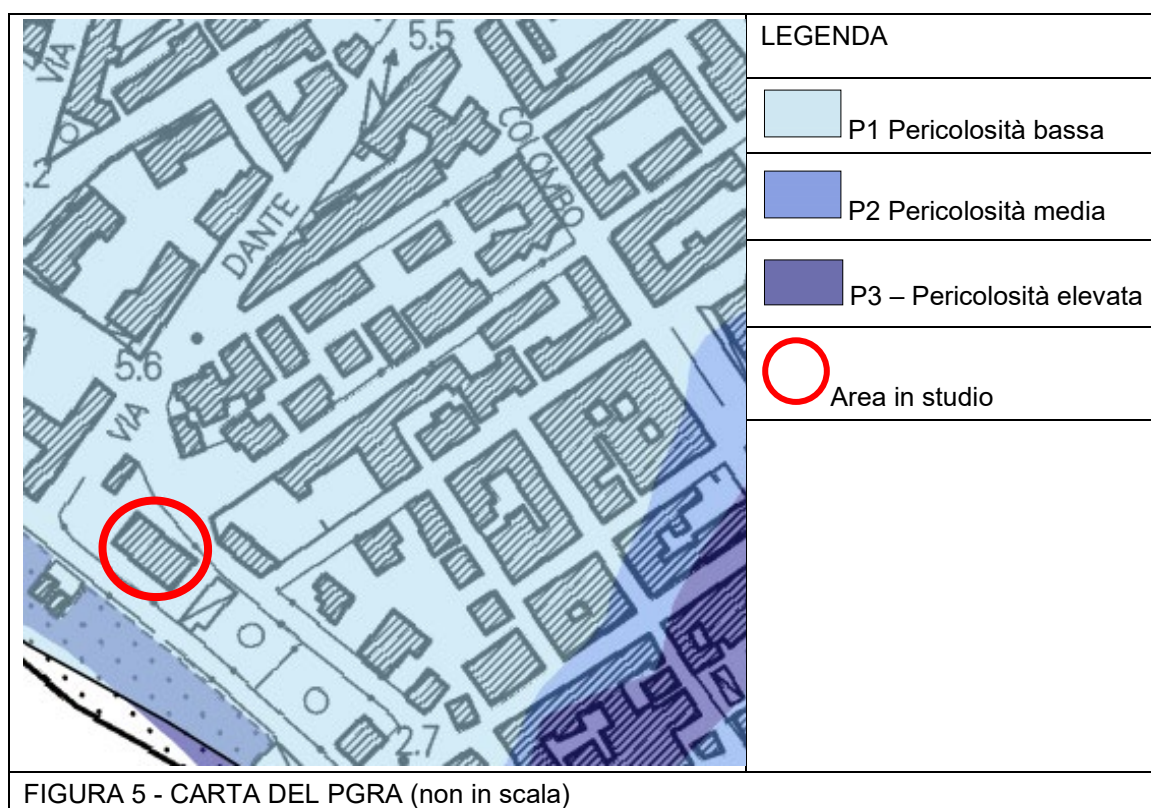 LEGENDA
P1 Pericolosità bassa
P2 Pericolosità media
P3 – Pericolosità elevata
Area in studio
VIA
5.5
COLOMBO
.2
DANTE
5.6
VIA
2.7
FIGURA 5 - CARTA DEL PGRA (non in scala)